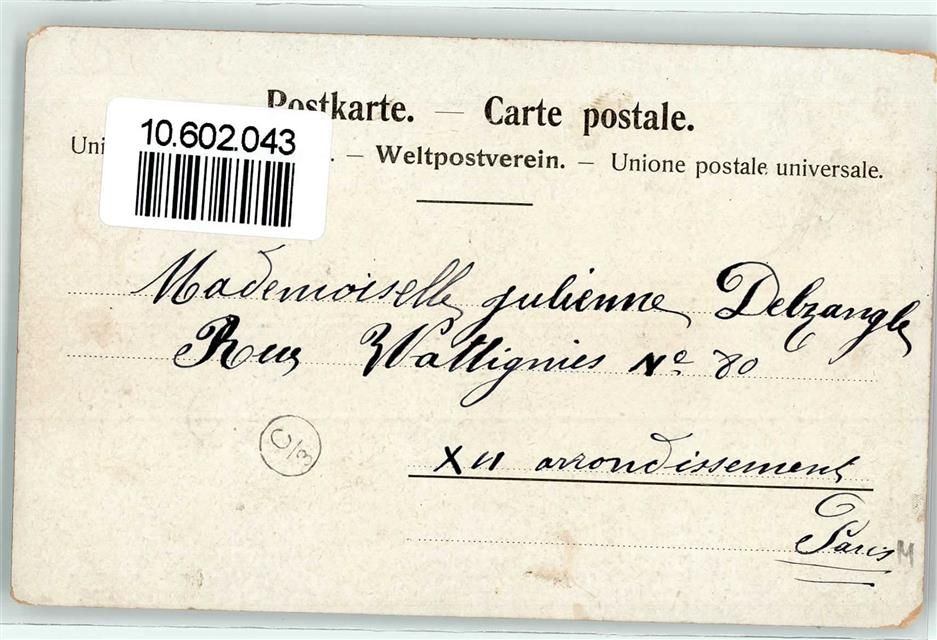 Postkarte. — Carte postale.
10.602.043
— Weltpostverein. — Unione postale universale.
Mademoiselle julienne Delzangle
Rue Wattignies No 80
C/3
XII arrondissement
Paris
M